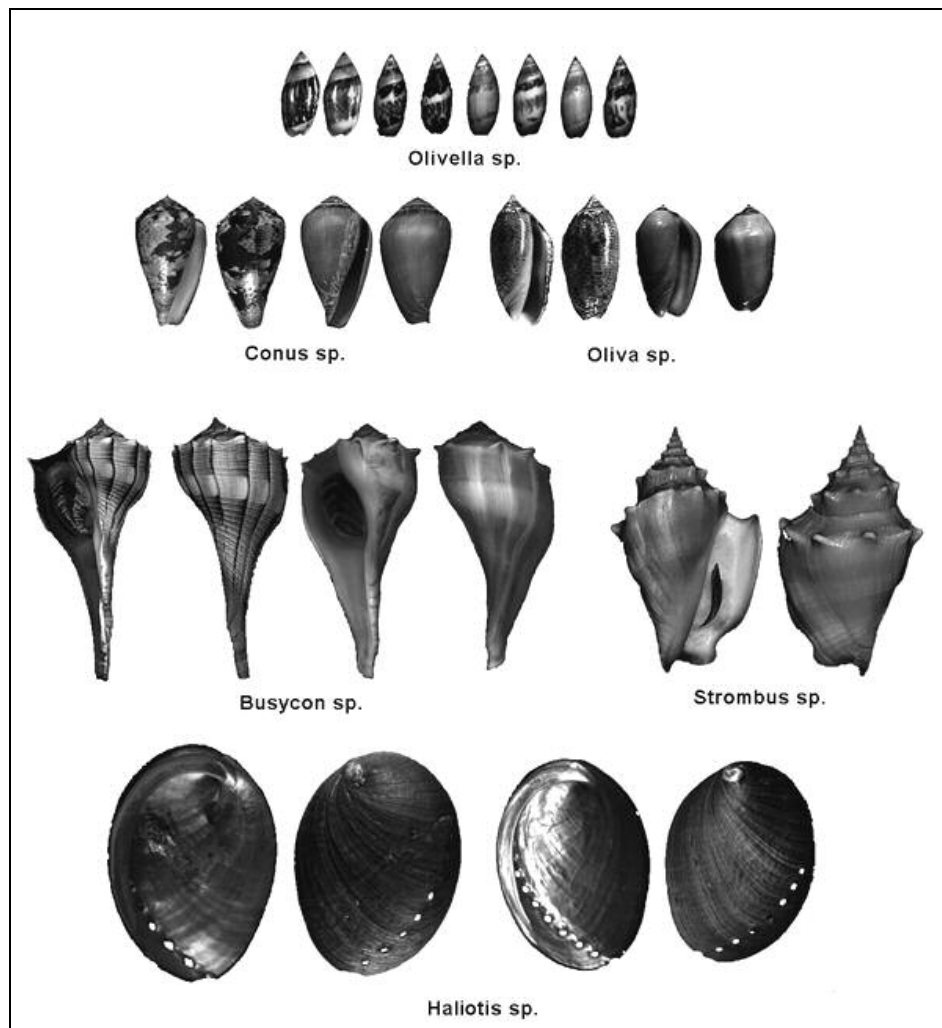 Olivella sp.
Conus sp.
Oliva sp.
Busycon sp.
Strombus sp.
Haliotis sp.